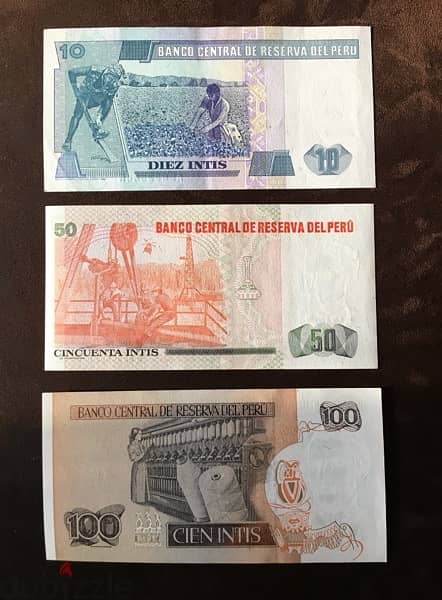 10 BANCO CENTRAL DE RESERVA DEL PERU
DIEZ INTIS 10
50 BANCO CENTRAL DE RESERVA DEL PERÚ
CINCUENTA INTIS 50
BANCO CENTRAL DE RESERVA DEL PERÚ 100
100 CIEN INTIS